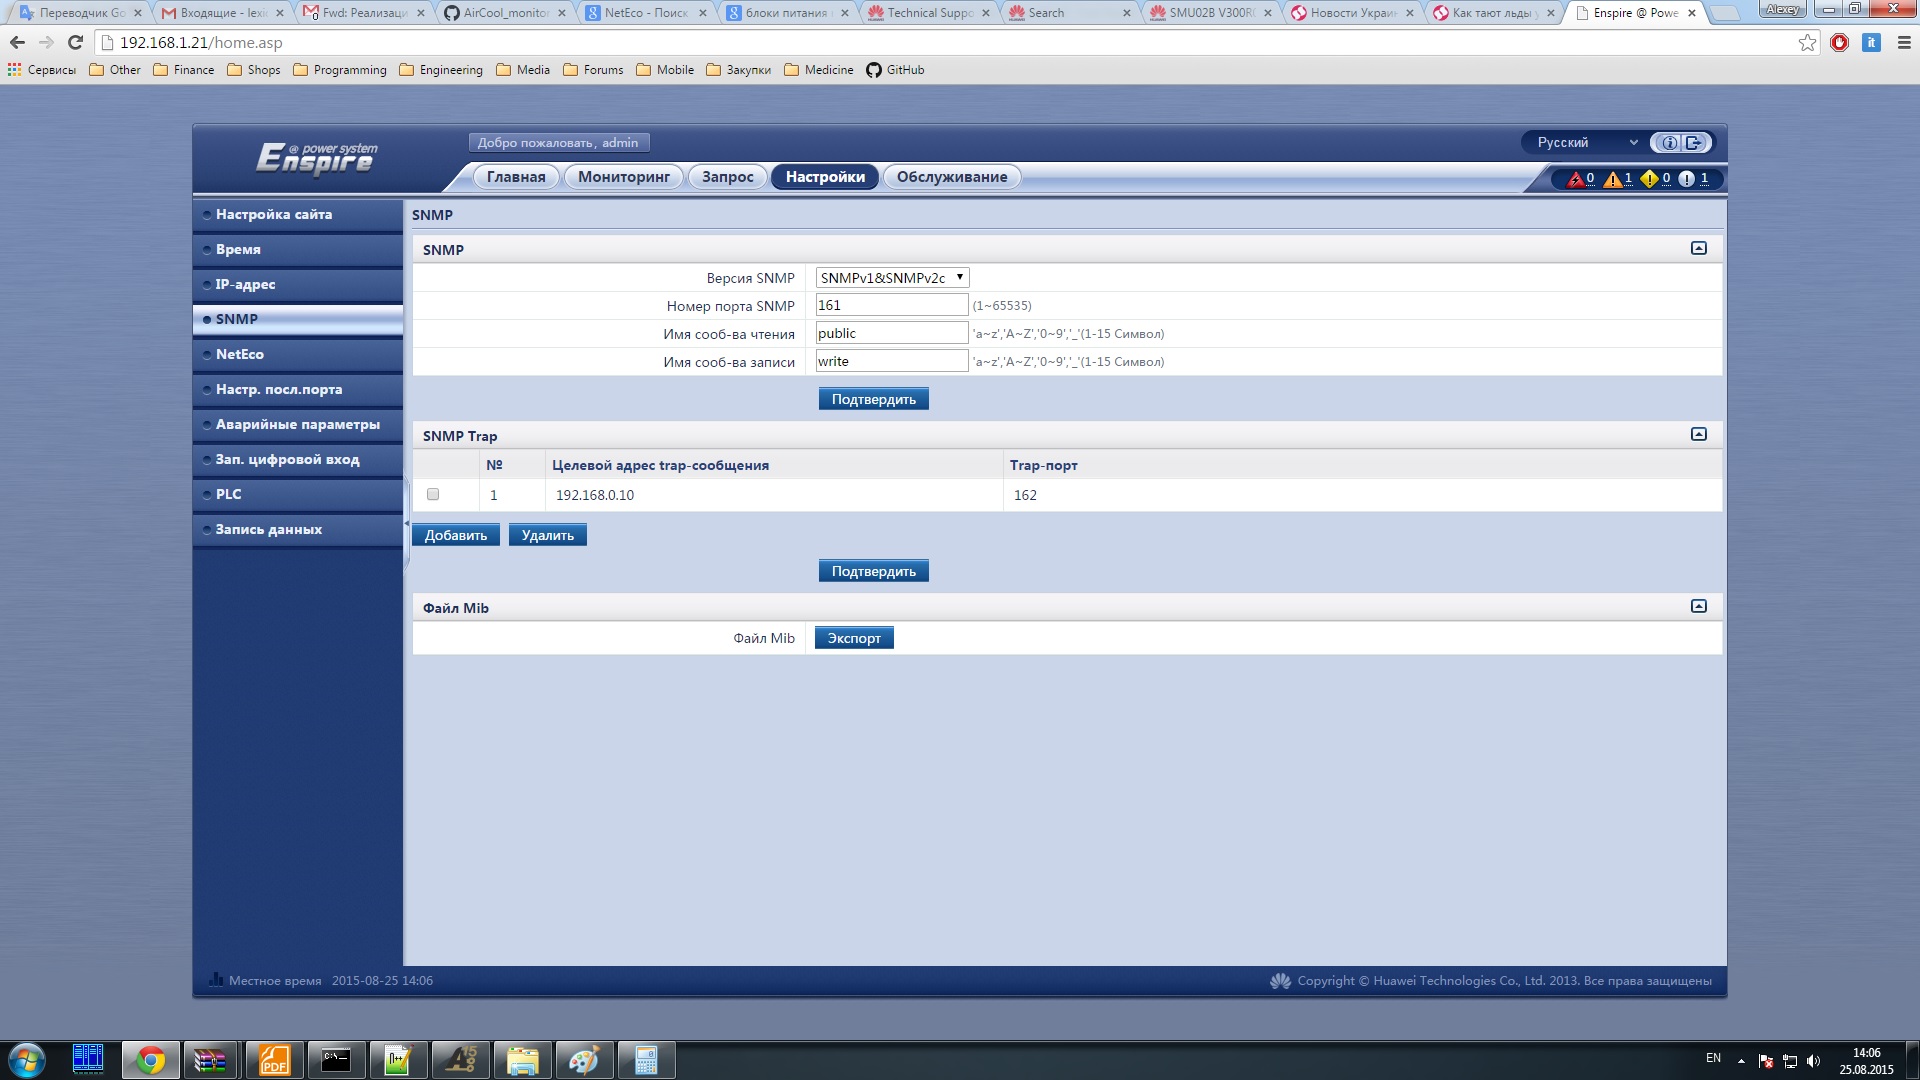 Переводчик Go
Входящие - lexi
Fwd: Реализаци
AirCool_monitor
NetEco - Поиск
блоки питания
Technical Suppo
Search
SMU02B V300R0
Новости Украин
Как тают льды у
Enspire @ Powe
Alexey
192.168.1.21/home.asp
Сервисы Other Finance Shops Programming Engineering Media Forums Mobile Закупки Medicine GitHub
Enspire @ power system
Добро пожаловать, admin
Русский
Главная Мониторинг Запрос Настройки Обслуживание
0 1 0 1
Настройка сайта
Время
IP-адрес
SNMP
NetEco
Настр. посл.порта
Аварийные параметры
Зап. цифровой вход
PLC
Запись данных
SNMP
SNMP
Версия SNMP SNMPv1&SNMPv2c
Номер порта SNMP 161 (1~65535)
Имя сооб-ва чтения public 'a~z','A~Z','0~9','_'(1-15 Символ)
Имя сооб-ва записи write 'a~z','A~Z','0~9','_'(1-15 Символ)
Подтвердить
SNMP Trap
№ Целевой адрес trap-сообщения Trap-порт
1 192.168.0.10 162
Добавить Удалить
Подтвердить
Файл Mib
Файл Mib Экспорт
Местное время 2015-08-25 14:06
Copyright © Huawei Technologies Co., Ltd. 2013. Все права защищены
EN
14:06
25.08.2015